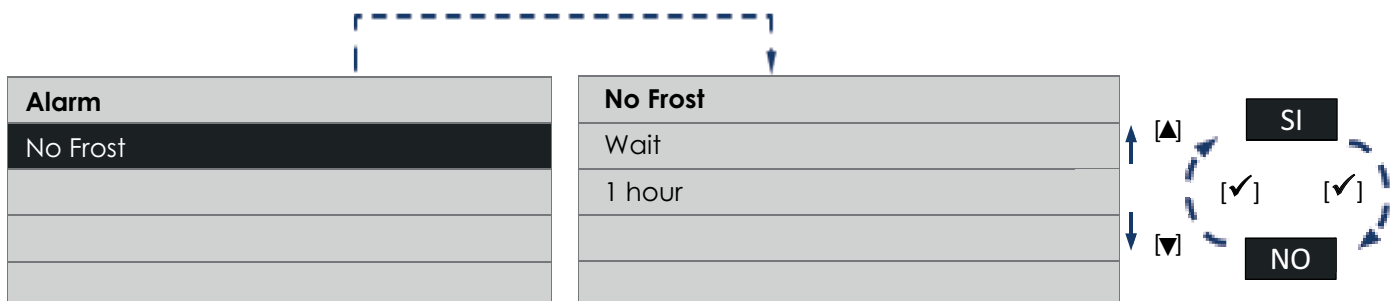 Alarm
No Frost
No Frost
Wait
1 hour
[▲]
[▼]
SI
[✓] [✓]
NO